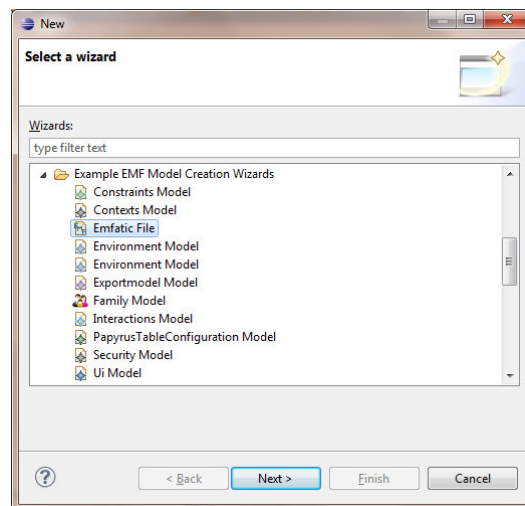 New
Select a wizard
Wizards:
type filter text
Example EMF Model Creation Wizards
Constraints Model
Contexts Model
Emfatic File
Environment Model
Environment Model
Exportmodel Model
Family Model
Interactions Model
PapyrusTableConfiguration Model
Security Model
Ui Model
< Back Next > Finish Cancel